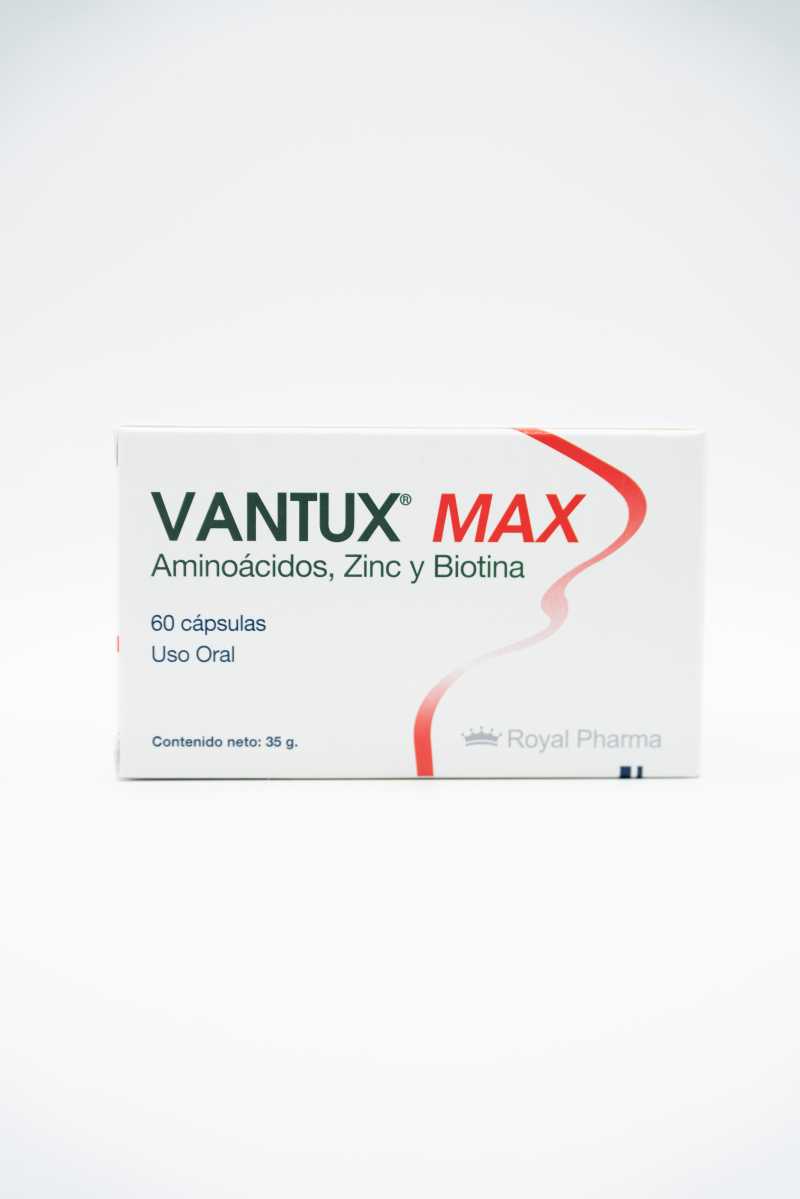 VANTUX® MAX
Aminoácidos, Zinc y Biotina
60 cápsulas
Uso Oral
Contenido neto: 35 g.
Royal Pharma